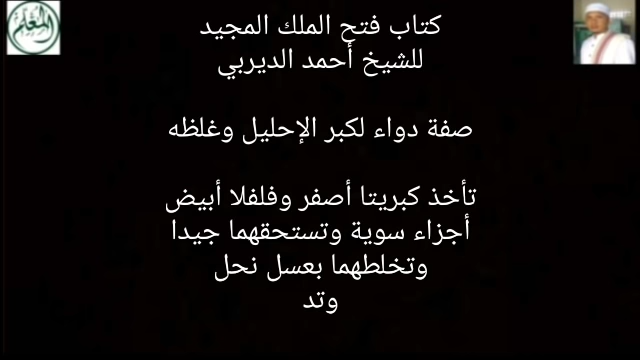 المعلم
كتاب فتح الملك المجيد
للشيخ أحمد الديربي
صفة دواء لكبر الإحليل وغلظه
تأخذ كبريتا أصفر وفلفلا أبيض
أجزاء سوية وتستحقهما جيدا
وتخلطهما بعسل نحل
وتد